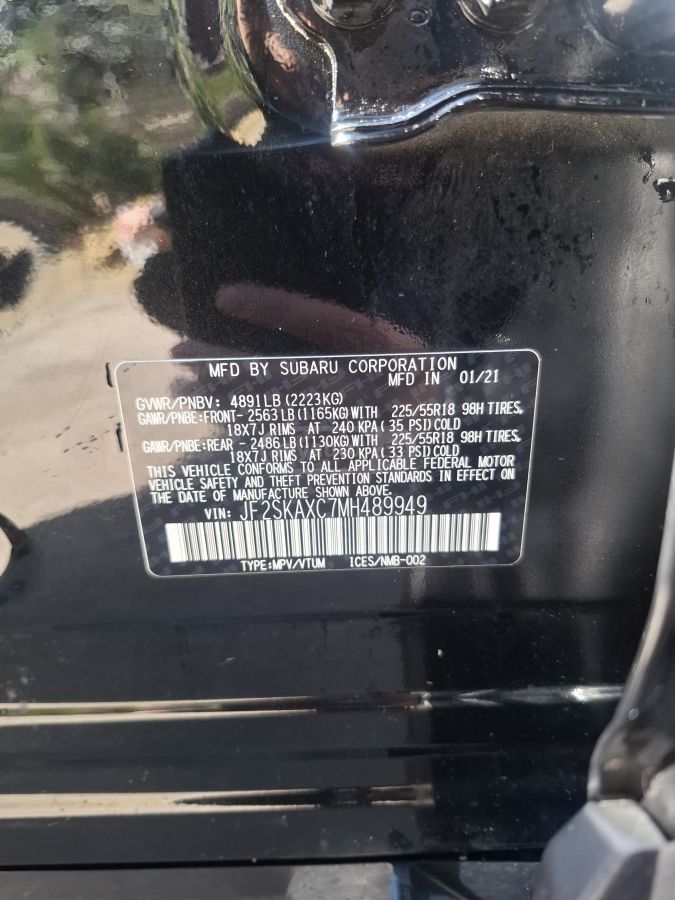 MFD BY SUBARU CORPORATION
MFD IN 01/21
GVWR/PNBV: 4891LB (2223KG)
GAWR/PNBE:FRONT- 2563LB (1165KG) WITH 225/55R18 98H TIRES,
18X7J RIMS AT 240 KPA ( 35 PSI) COLD
GAWR/PNBE:REAR - 2486LB (1130KG) WITH 225/55R18 98H TIRES,
18X7J RIMS AT 230 KPA ( 33 PSI) COLD
THIS VEHICLE CONFORMS TO ALL APPLICABLE FEDERAL MOTOR
VEHICLE SAFETY AND THEFT PREVENTION STANDARDS IN EFFECT ON
THE DATE OF MANUFACTURE SHOWN ABOVE.
VIN: JF2SKAXC7MH489949
TYPE:MPV/VTUM ICES/NMB-002